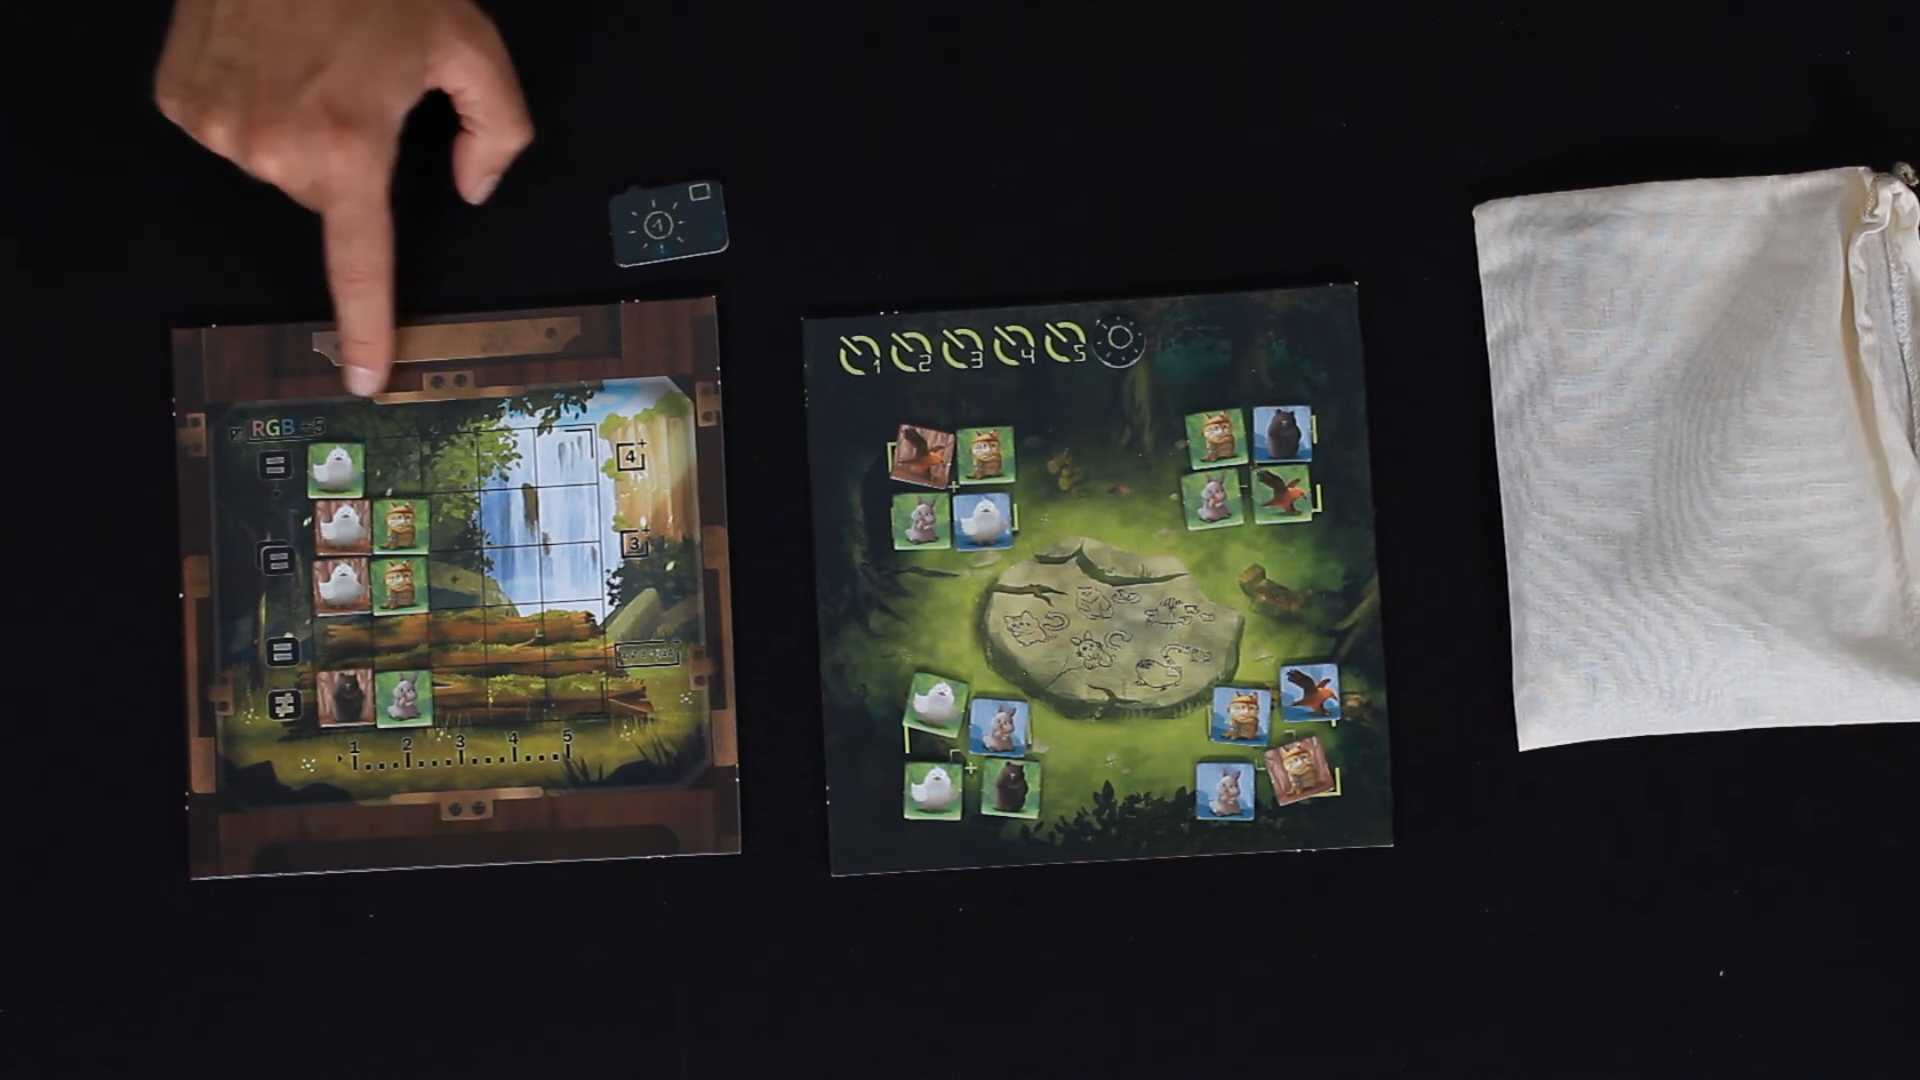 1
1 2 3 4 5
RGB +5
= 4+
= 3+
=
≠
1 2 3 4 5